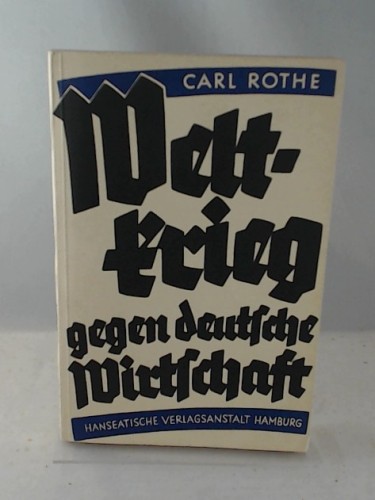 CARL ROTHE
Welt-
krieg
gegen deutsche
Wirtschaft
HANSEATISCHE VERLAGSANSTALT HAMBURG